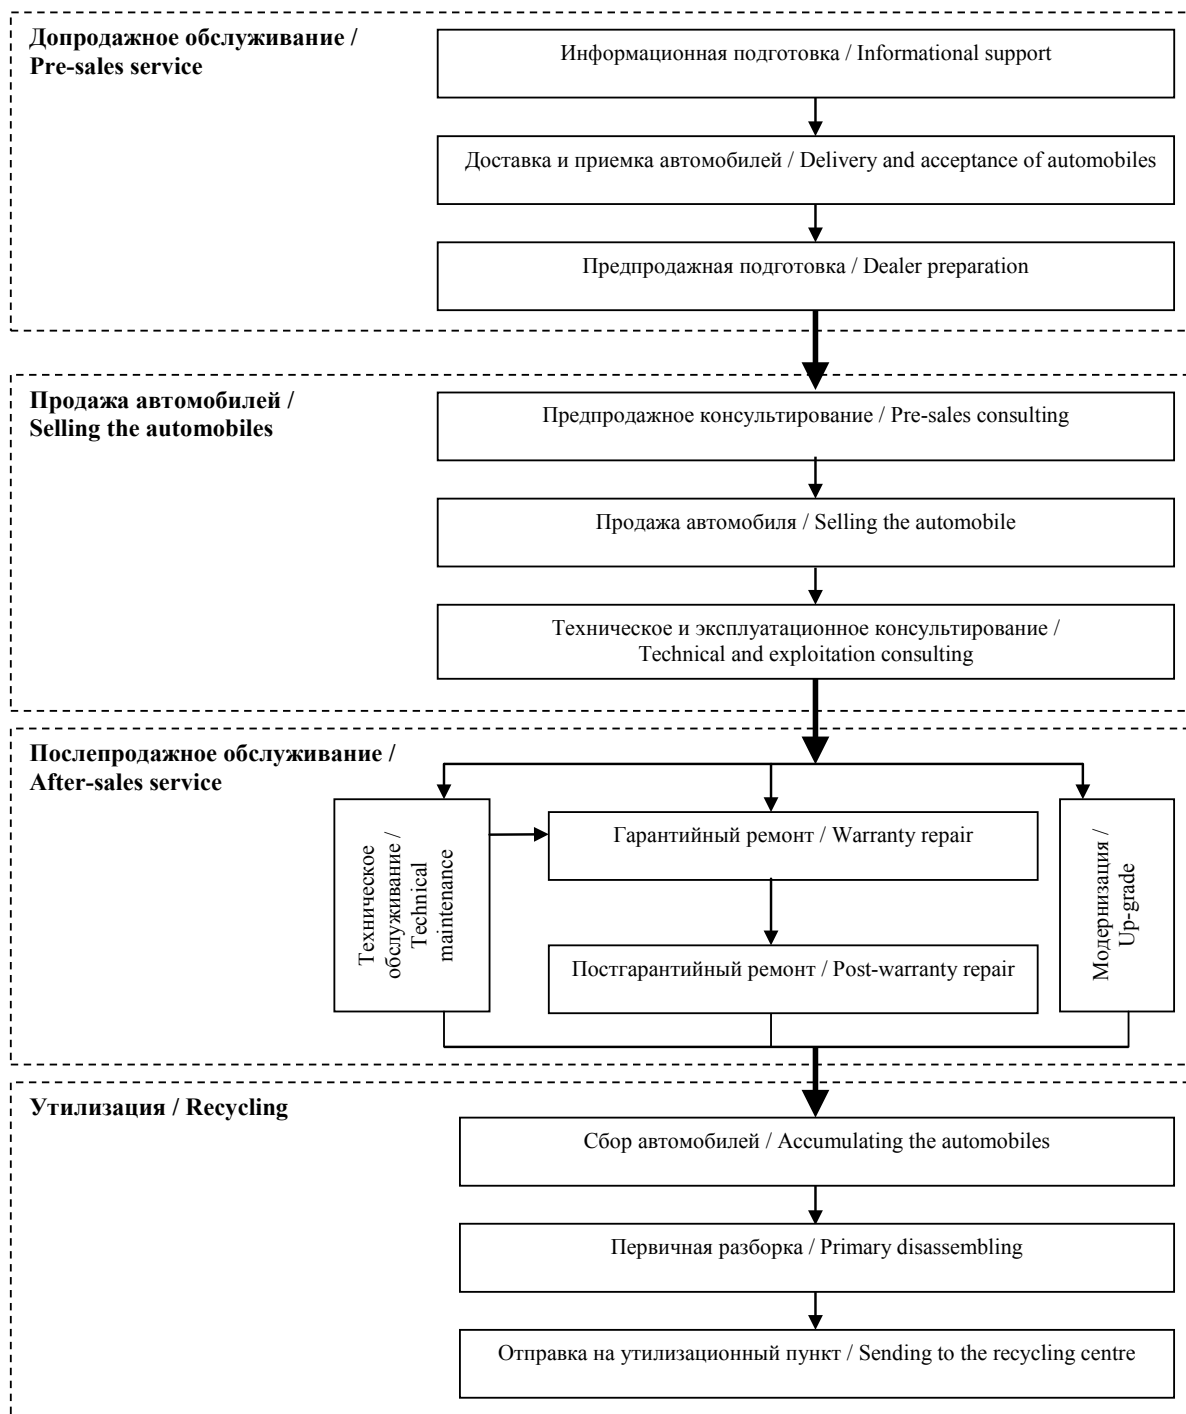 Допродажное обслуживание /
Pre-sales service
Информационная подготовка / Informational support
Доставка и приемка автомобилей / Delivery and acceptance of automobiles
Предпродажная подготовка / Dealer preparation
Продажа автомобилей /
Selling the automobiles
Предпродажное консультирование / Pre-sales consulting
Продажа автомобиля / Selling the automobile
Техническое и эксплуатационное консультирование /
Technical and exploitation consulting
Послепродажное обслуживание /
After-sales service
Техническое
обслуживание /
Technical
maintenance
Гарантийный ремонт / Warranty repair
Постгарантийный ремонт / Post-warranty repair
Модернизация /
Up-grade
Утилизация / Recycling
Сбор автомобилей / Accumulating the automobiles
Первичная разборка / Primary disassembling
Отправка на утилизационный пункт / Sending to the recycling centre